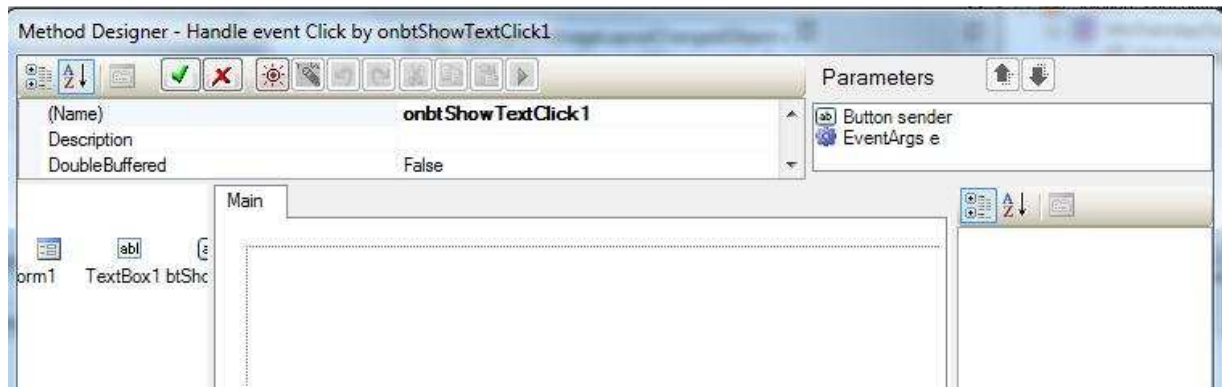 Method Designer - Handle event Click by onbtShowTextClick1
Parameters
(Name) onbtShowTextClick1
Description
DoubleBuffered False
Button sender
EventArgs e
Main
orm1 TextBox1 btShc